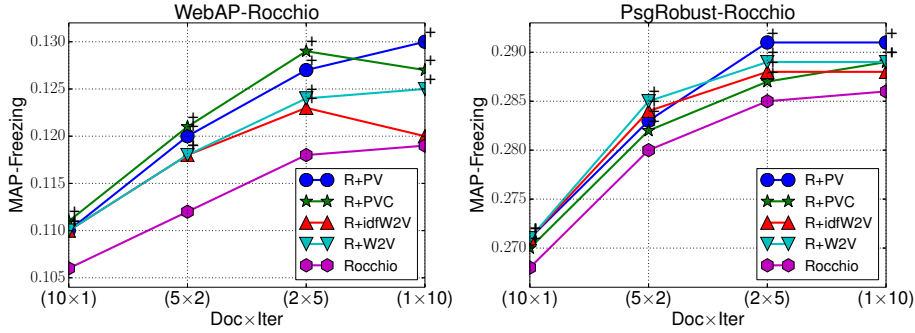 WebAP-Rocchio
MAP-Freezing
0.130
0.125
0.120
0.115
0.110
0.105
R+PV
R+PVC
R+idfW2V
R+W2V
Rocchio
(10×1)
(5×2)
(2×5)
(1×10)
Doc×Iter
PsgRobust-Rocchio
MAP-Freezing
0.290
0.285
0.280
0.275
0.270
R+PV
R+PVC
R+idfW2V
R+W2V
Rocchio
(10×1)
(5×2)
(2×5)
(1×10)
Doc×Iter